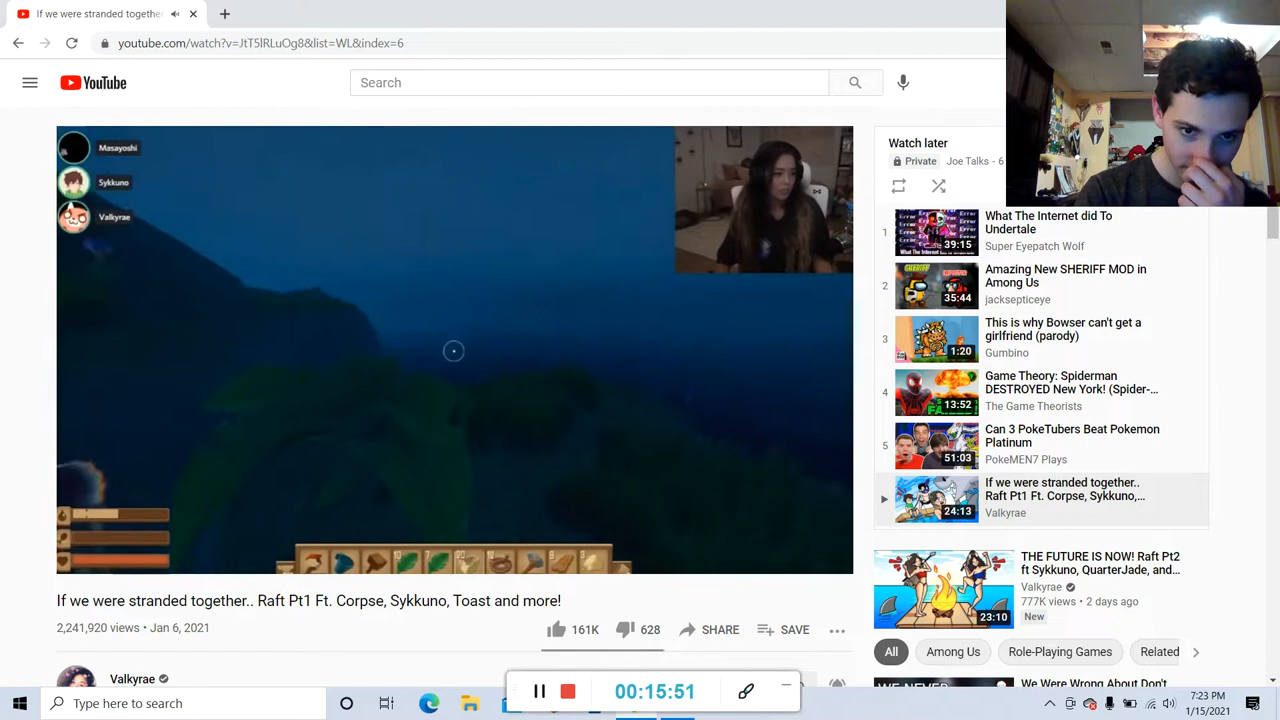 If we were stranded together
youtube.com/watch?v=JtT5lRLuOg8&list=WL&index=6
YouTube
Search
Masayoshi
Sykkuno
Valkyrae
Watch later
Private Joe Talks - 6
1
What The Internet did To
Undertale
Super Eyepatch Wolf
39:15
2
Amazing New SHERIFF MOD in
Among Us
jacksepticeye
35:44
3
This is why Bowser can't get a
girlfriend (parody)
Gumbino
1:20
4
Game Theory: Spiderman
DESTROYED New York! (Spider-...
The Game Theorists
13:52
5
Can 3 PokeTubers Beat Pokemon
Platinum
PokeMEN7 Plays
51:03
If we were stranded together..
Raft Pt1 Ft. Corpse, Sykkuno,...
Valkyrae
24:13
THE FUTURE IS NOW! Raft Pt2
ft Sykkuno, QuarterJade, and...
Valkyrae
777K views • 2 days ago
New
23:10
All Among Us Role-Playing Games Related
We Were Wrong About Don't
If we were stranded together.. Raft Pt1 Ft. Corpse, Sykkuno, Toast and more!
2,241,920 views • Jan 6, 2021
161K 628 SHARE SAVE
Valkyrae
00:15:51
Type here to search
7:23 PM
1/15/2021